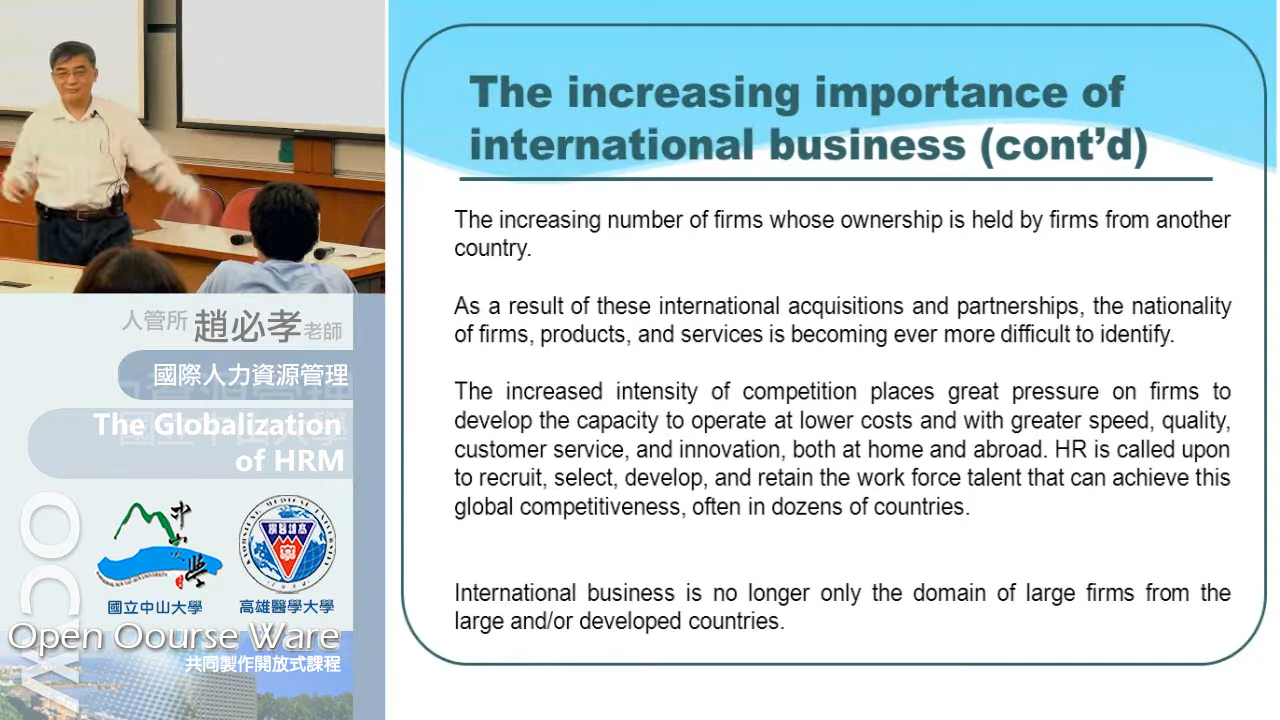 The increasing importance of
international business (cont’d)
The increasing number of firms whose ownership is held by firms from another
country.
As a result of these international acquisitions and partnerships, the nationality
of firms, products, and services is becoming ever more difficult to identify.
The increased intensity of competition places great pressure on firms to
develop the capacity to operate at lower costs and with greater speed, quality,
customer service, and innovation, both at home and abroad. HR is called upon
to recruit, select, develop, and retain the work force talent that can achieve this
global competitiveness, often in dozens of countries.
International business is no longer only the domain of large firms from the
large and/or developed countries.
人管所 趙必孝老師
國際人力資源管理
The Globalization
of HRM
中山大學
國立中山大學
高雄醫學大學
Open Oourse Ware
共同製作開放式課程
OCW